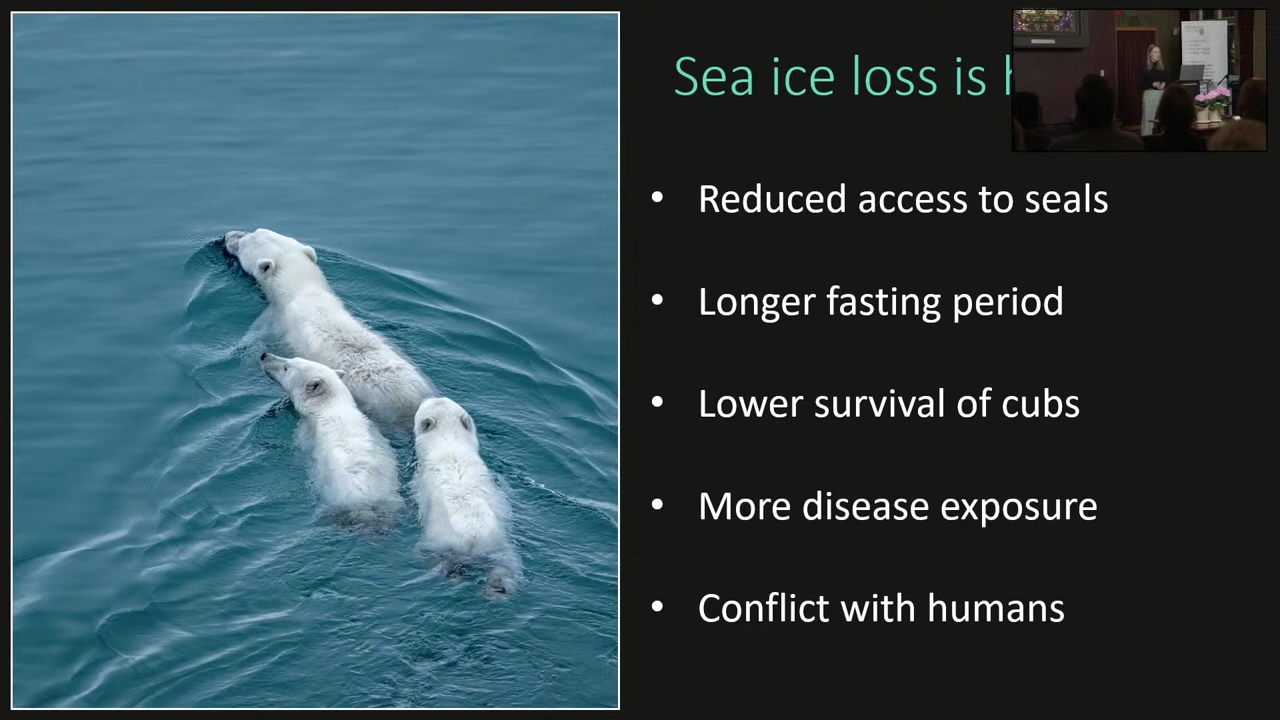 Sea ice loss is
• Reduced access to seals
• Longer fasting period
• Lower survival of cubs
• More disease exposure
• Conflict with humans